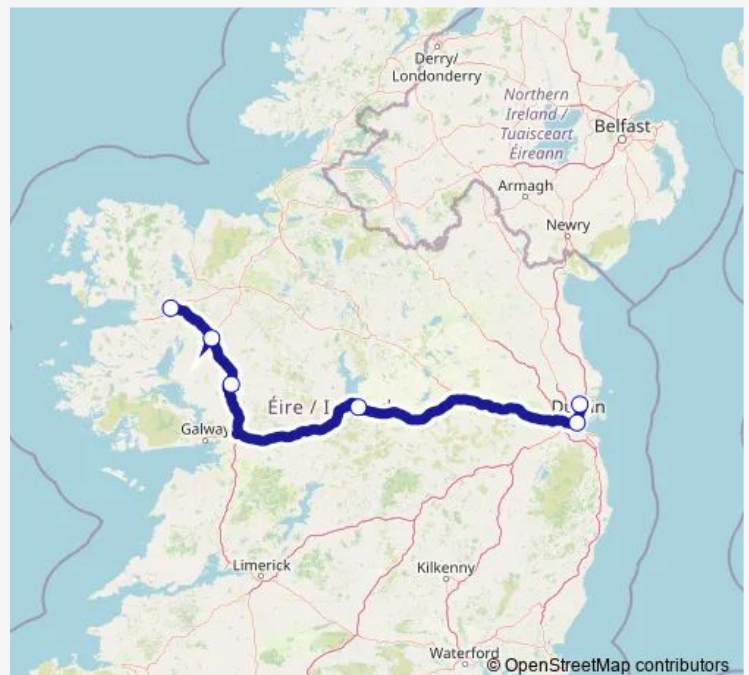 Derry/
Londonderry
Northern
Ireland /
Tuaisceart
Éireann
Belfast
Armagh
Newry
Éire / I
Galway
Limerick
Kilkenny
Waterford
© OpenStreetMap contributors